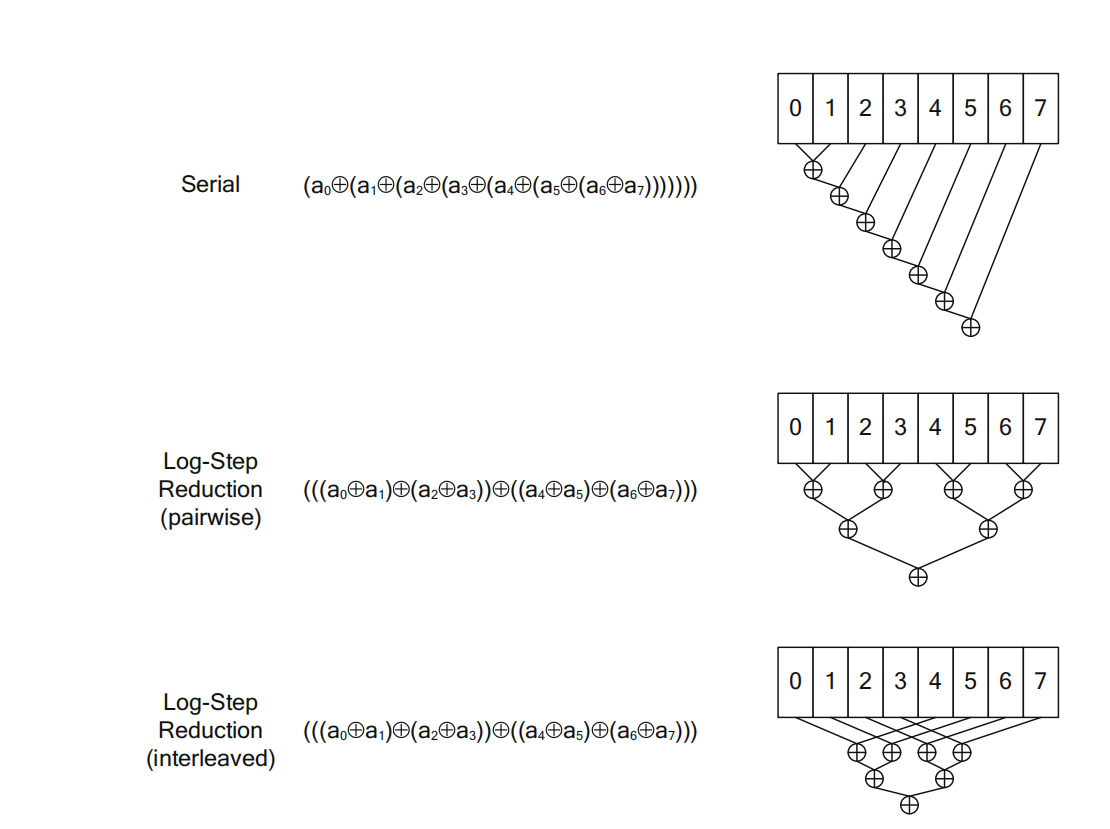 0 1 2 3 4 5 6 7
Serial
(a₀⊕(a₁⊕(a₂⊕(a₃⊕(a₄⊕(a₅⊕(a₆⊕a₇)))))))
0 1 2 3 4 5 6 7
Log-Step
Reduction
(pairwise)
(((a₀⊕a₁)⊕(a₂⊕a₃))⊕((a₄⊕a₅)⊕(a₆⊕a₇)))
0 1 2 3 4 5 6 7
Log-Step
Reduction
(interleaved)
(((a₀⊕a₁)⊕(a₂⊕a₃))⊕((a₄⊕a₅)⊕(a₆⊕a₇)))